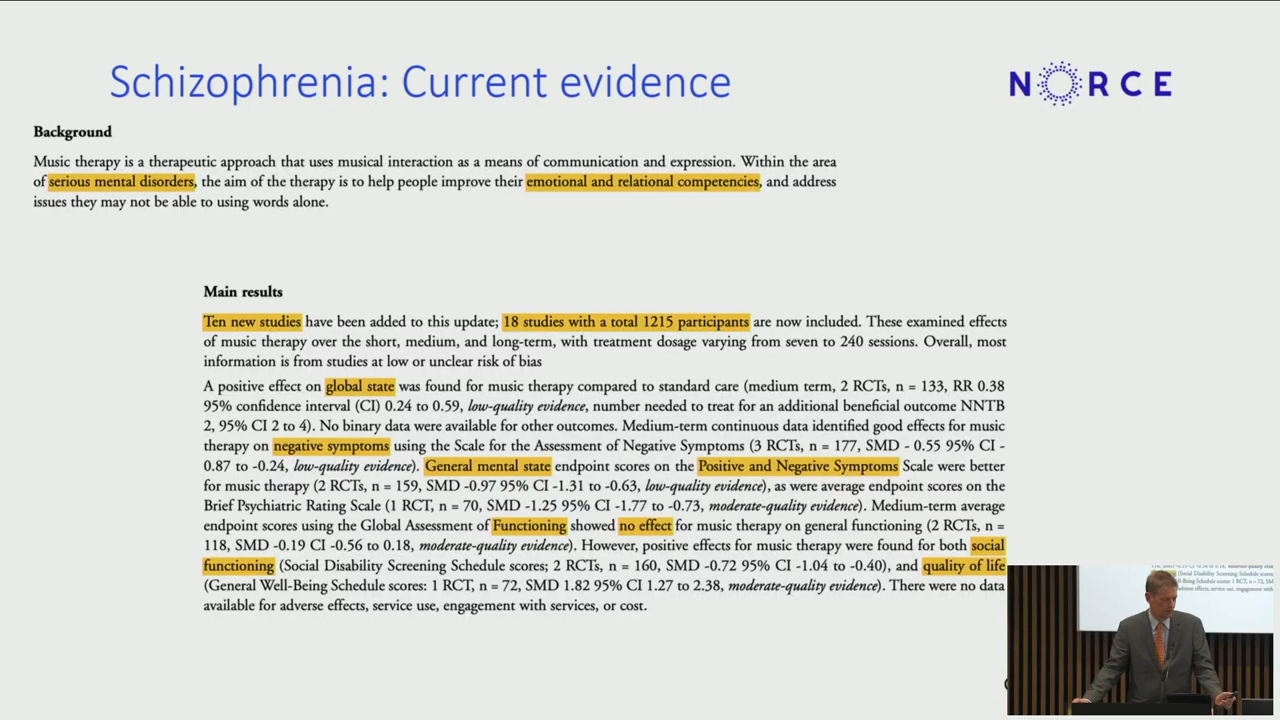 Schizophrenia: Current evidence
NORCE
Background
Music therapy is a therapeutic approach that uses musical interaction as a means of communication and expression. Within the area
of serious mental disorders, the aim of the therapy is to help people improve their emotional and relational competencies, and address
issues they may not be able to using words alone.
Main results
Ten new studies have been added to this update; 18 studies with a total 1215 participants are now included. These examined effects
of music therapy over the short, medium, and long-term, with treatment dosage varying from seven to 240 sessions. Overall, most
information is from studies at low or unclear risk of bias
A positive effect on global state was found for music therapy compared to standard care (medium term, 2 RCTs, n = 133, RR 0.38
95% confidence interval (CI) 0.24 to 0.59, low-quality evidence, number needed to treat for an additional beneficial outcome NNTB
2, 95% CI 2 to 4). No binary data were available for other outcomes. Medium-term continuous data identified good effects for music
therapy on negative symptoms using the Scale for the Assessment of Negative Symptoms (3 RCTs, n = 177, SMD - 0.55 95% CI -
0.87 to -0.24, low-quality evidence). General mental state endpoint scores on the Positive and Negative Symptoms Scale were better
for music therapy (2 RCTs, n = 159, SMD -0.97 95% CI -1.31 to -0.63, low-quality evidence), as were average endpoint scores on the
Brief Psychiatric Rating Scale (1 RCT, n = 70, SMD -1.25 95% CI -1.77 to -0.73, moderate-quality evidence). Medium-term average
endpoint scores using the Global Assessment of Functioning showed no effect for music therapy on general functioning (2 RCTs, n =
118, SMD -0.19 CI -0.56 to 0.18, moderate-quality evidence). However, positive effects for music therapy were found for both social
functioning (Social Disability Screening Schedule scores; 2 RCTs, n = 160, SMD -0.72 95% CI -1.04 to -0.40), and quality of life
(General Well-Being Schedule scores: 1 RCT, n = 72, SMD 1.82 95% CI 1.27 to 2.38, moderate-quality evidence). There were no data
available for adverse effects, service use, engagement with services, or cost.